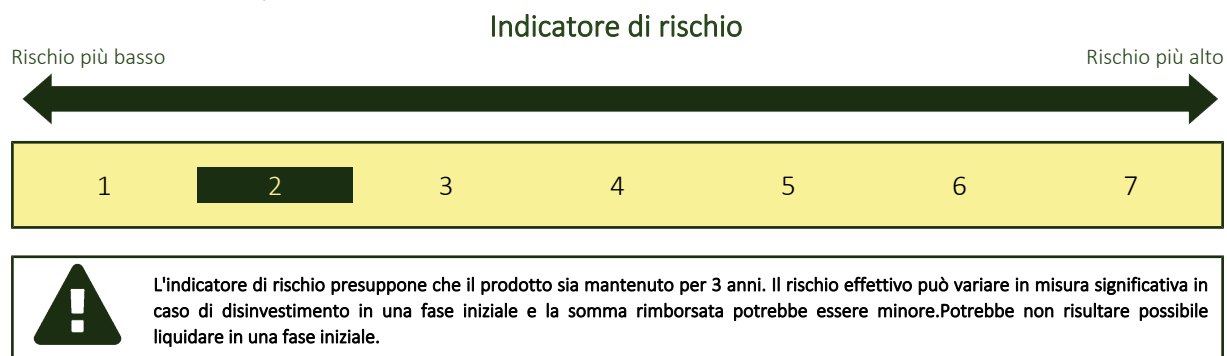 Indicatore di rischio
Rischio più basso
Rischio più alto
1 2 3 4 5 6 7
L'indicatore di rischio presuppone che il prodotto sia mantenuto per 3 anni. Il rischio effettivo può variare in misura significativa in
caso di disinvestimento in una fase iniziale e la somma rimborsata potrebbe essere minore.Potrebbe non risultare possibile
liquidare in una fase iniziale.